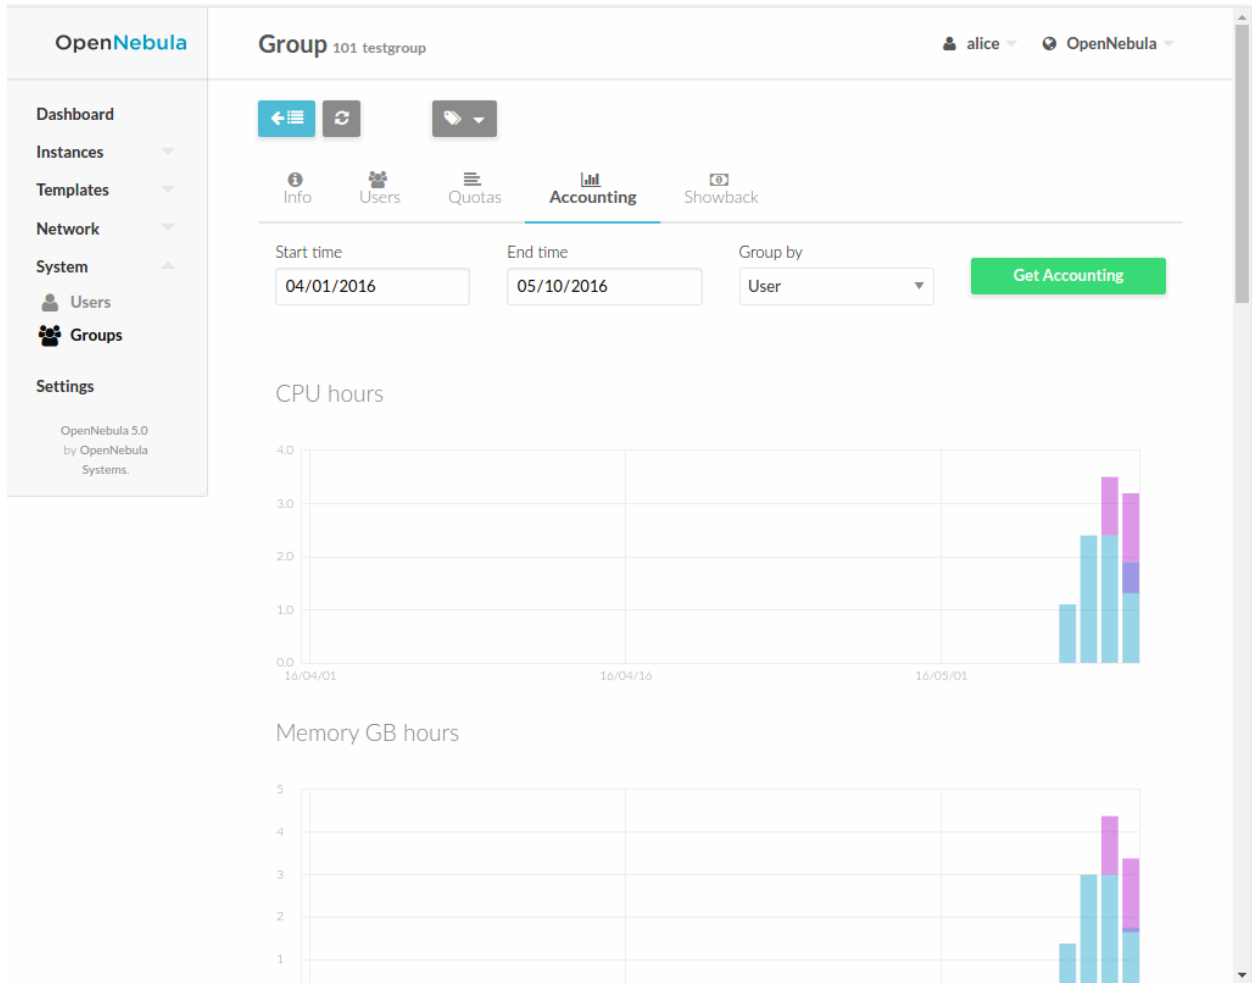 OpenNebula
Group 101 testgroup
alice
OpenNebula
Dashboard
Instances
Templates
Network
System
Users
Groups
Settings
OpenNebula 5.0
by OpenNebula
Systems.
Info
Users
Quotas
Accounting
Showback
Start time
End time
Group by
04/01/2016
05/10/2016
User
Get Accounting
CPU hours
4.0
3.0
2.0
1.0
0.0
16/04/01
16/04/16
16/05/01
Memory GB hours
5
4
3
2
1